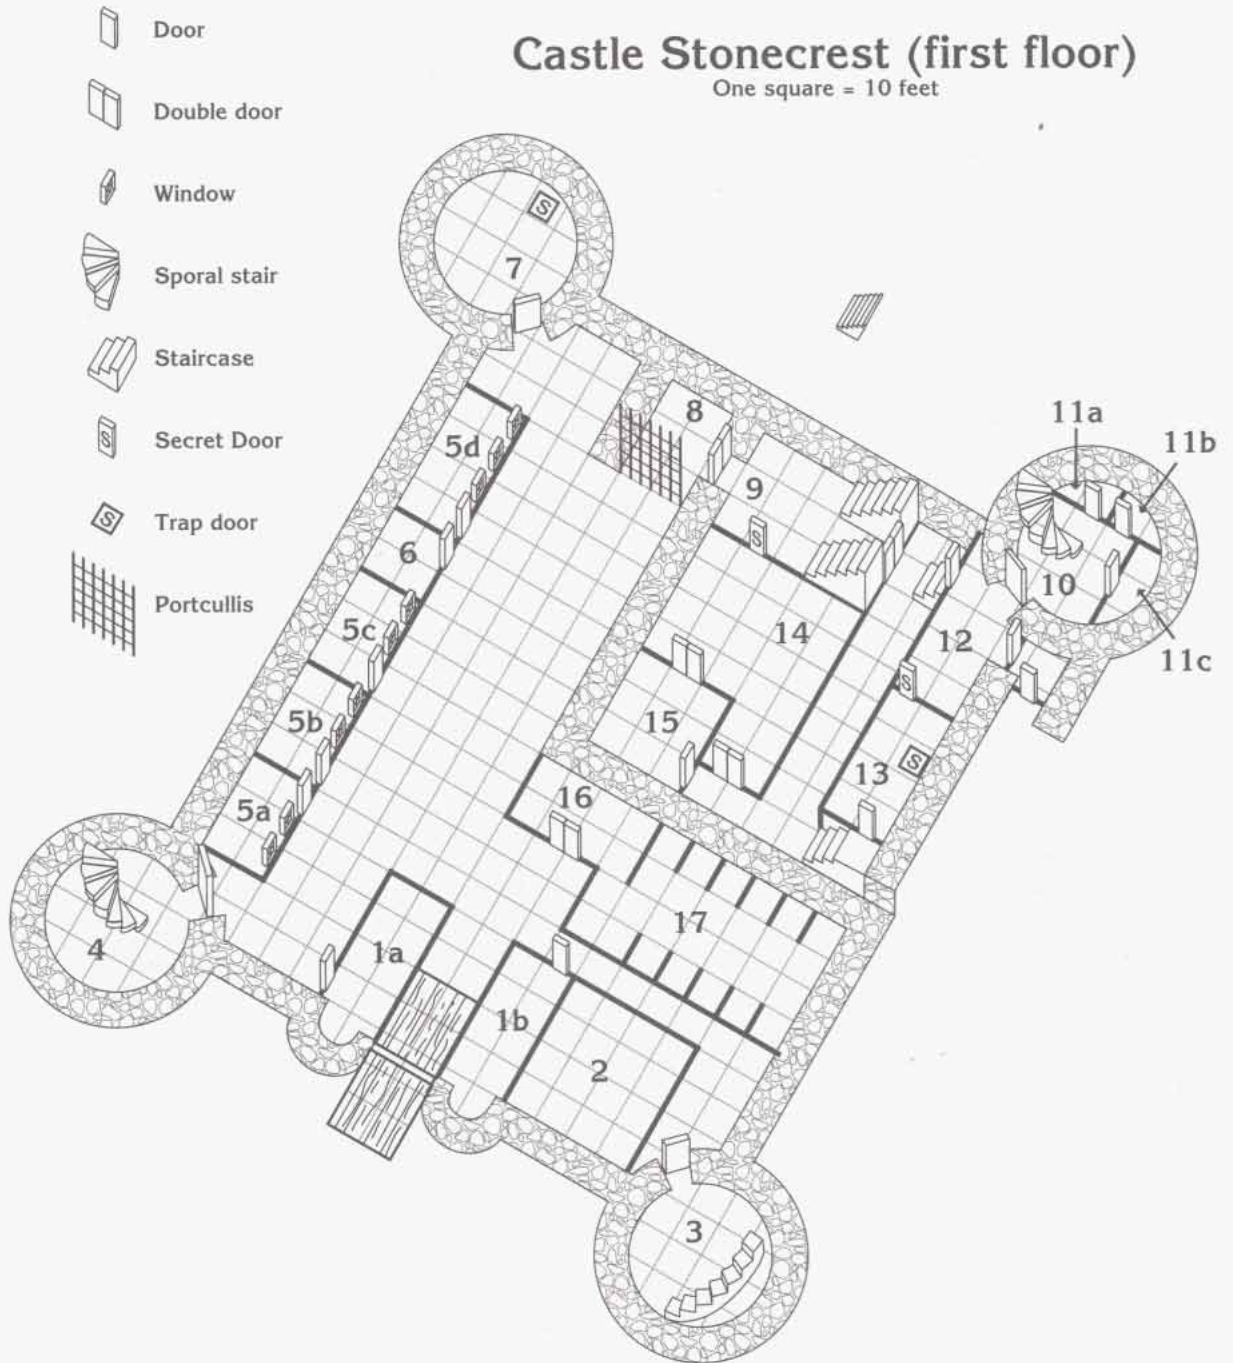 Castle Stonecrest (first floor)
One square = 10 feet
Door
Double door
Window
Sporal stair
Staircase
S
Secret Door
S
Trap door
Portcullis
S
7
8
11a
11b
5d
9
S
6
10
5c
14
12
11c
S
5b
15
S
13
5a
16
17
4
1a
1b
2
3